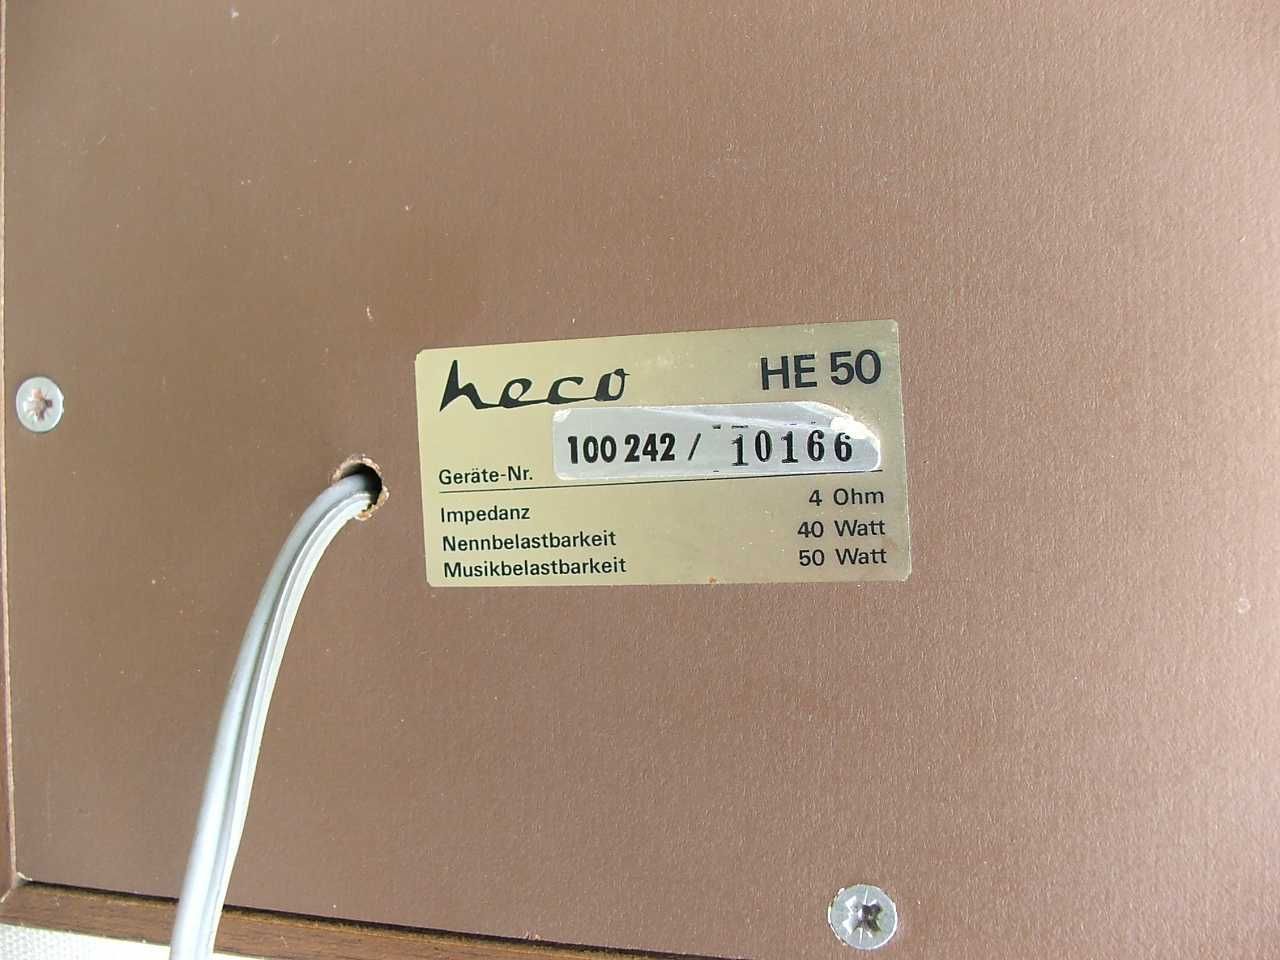 heco HE 50
Geräte-Nr. 100 242 / 10166
Impedanz 4 Ohm
Nennbelastbarkeit 40 Watt
Musikbelastbarkeit 50 Watt